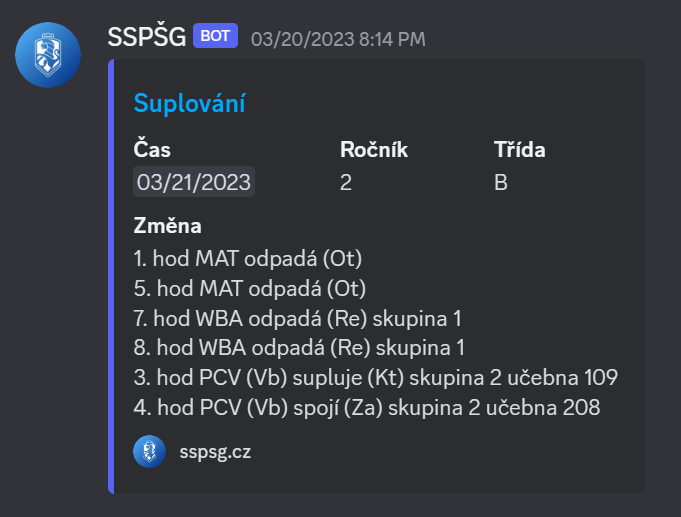 SSPŠG BOT 03/20/2023 8:14 PM
Suplování
Čas Ročník Třída
03/21/2023 2 B
Změna
1. hod MAT odpadá (Ot)
5. hod MAT odpadá (Ot)
7. hod WBA odpadá (Re) skupina 1
8. hod WBA odpadá (Re) skupina 1
3. hod PCV (Vb) supluje (Kt) skupina 2 učebna 109
4. hod PCV (Vb) spojí (Za) skupina 2 učebna 208
sspsg.cz